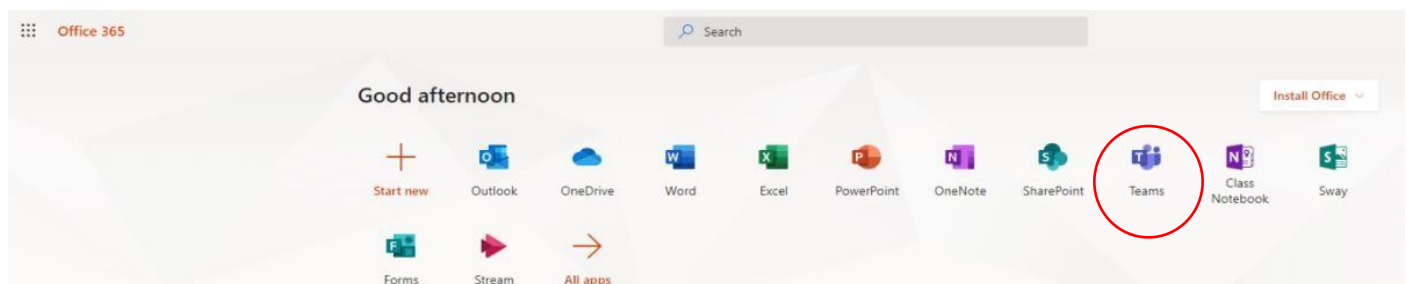 Office 365
Search
Good afternoon
Install Office
Start new
Outlook
OneDrive
Word
Excel
PowerPoint
OneNote
SharePoint
Teams
Class
Notebook
Sway
Forms
Stream
All apps